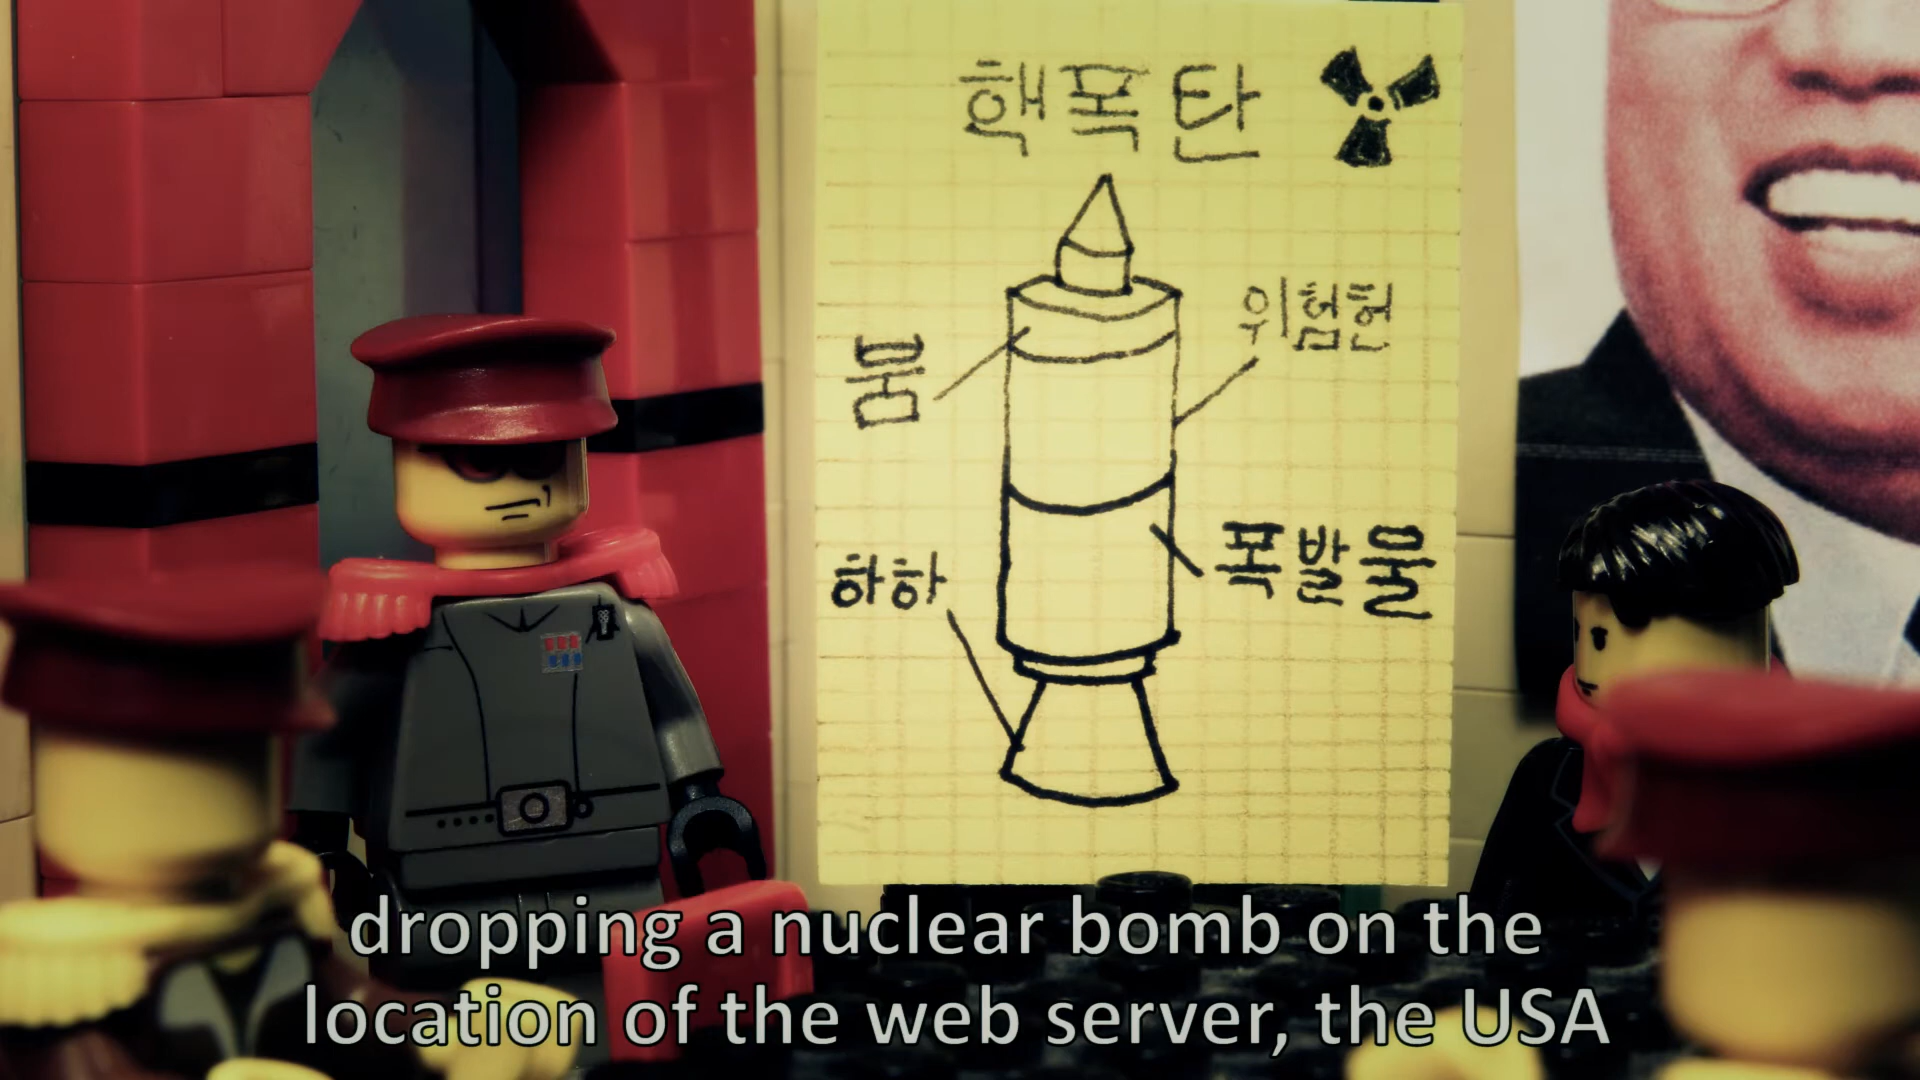 핵폭탄
위험헌
붐
폭발물
하하
dropping a nuclear bomb on the
location of the web server, the USA